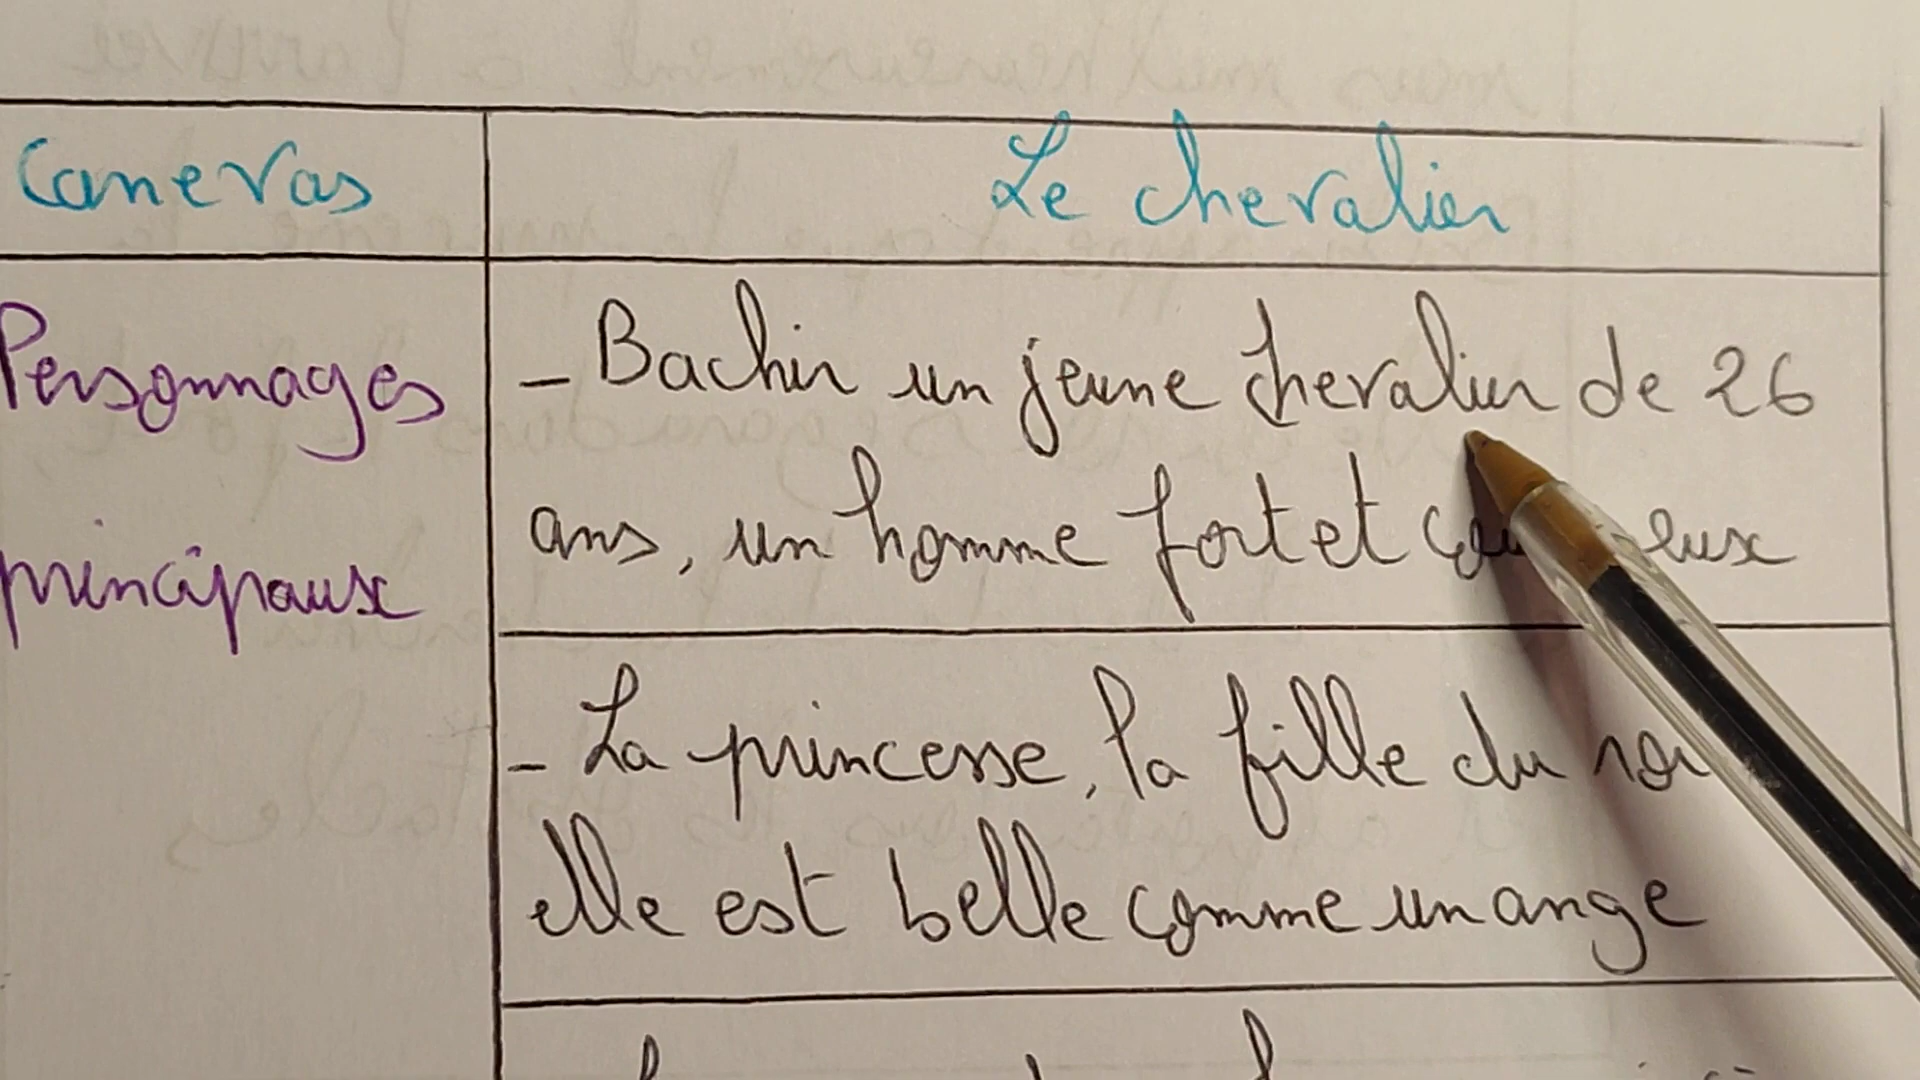 Canevas
Le chevalier
Personnages
principaux
- Bachir un jeune chevalier de 26
ans, un homme fort et
- La princesse, la fille du roi
elle est belle comme un ange